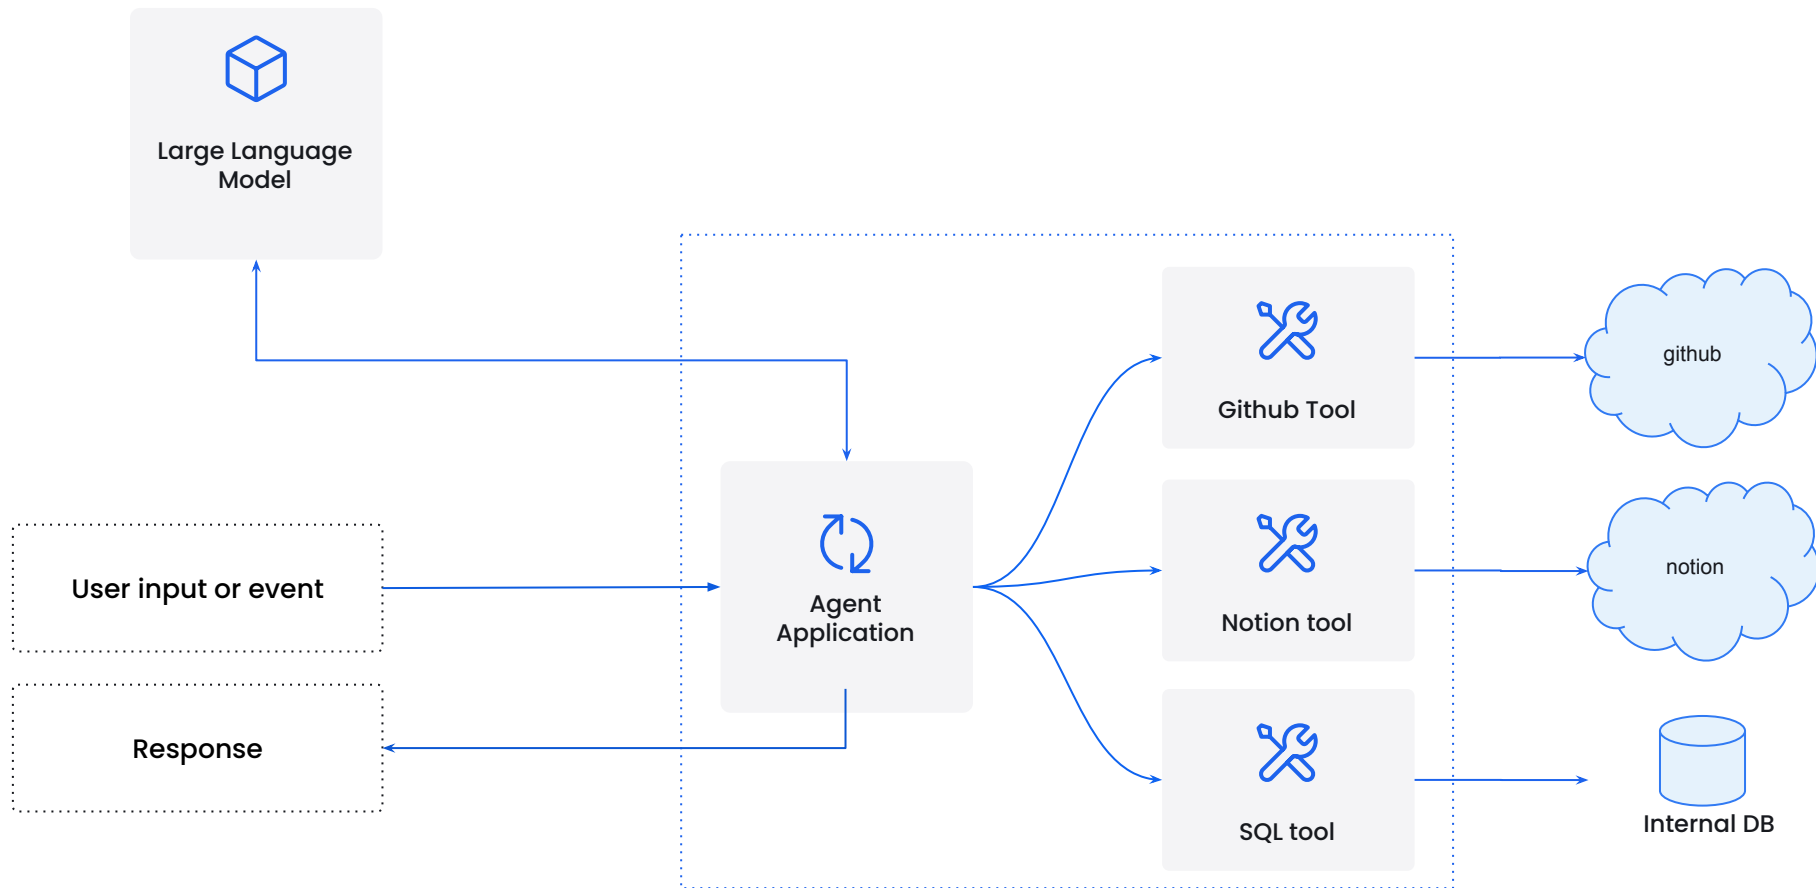 Large Language
Model
github
Github Tool
User input or event
Agent
Application
notion
Notion tool
Response
SQL tool
Internal DB